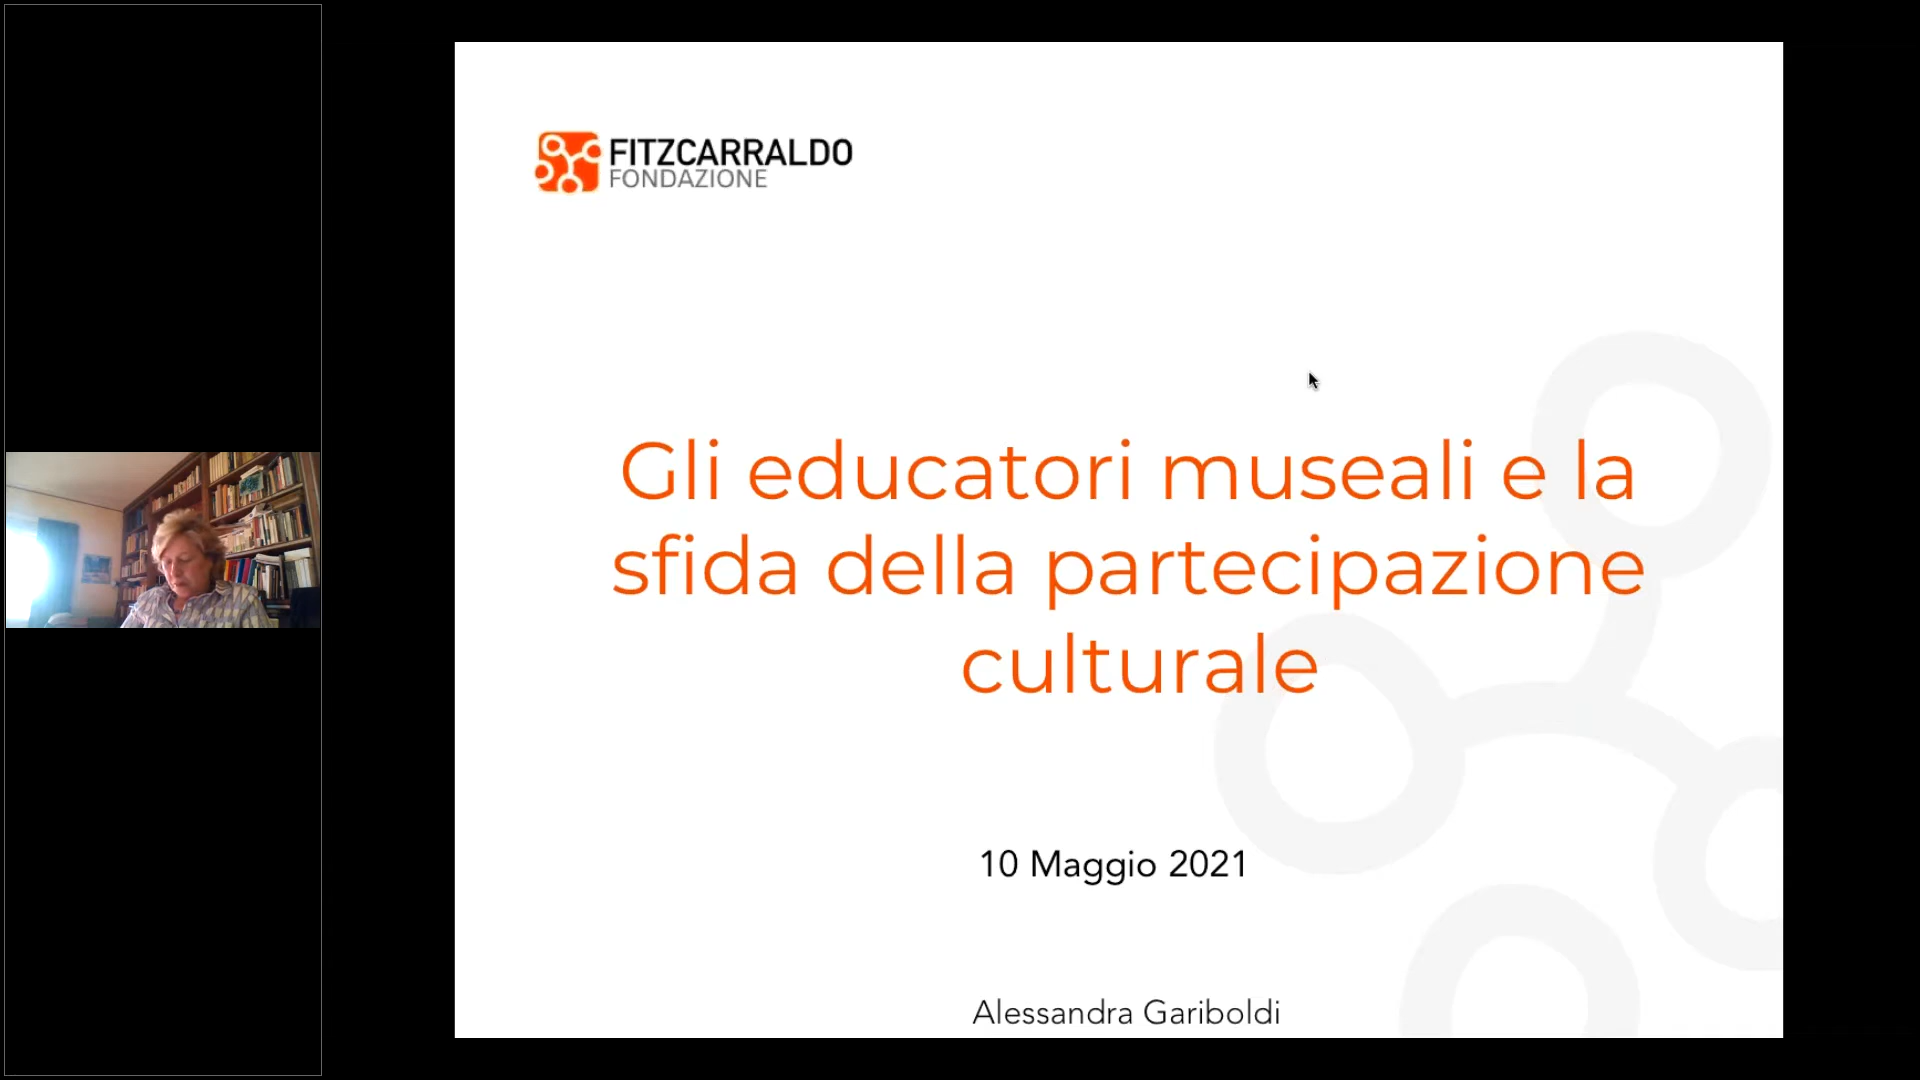 FITZCARRALDO
FONDAZIONE
Gli educatori museali e la
sfida della partecipazione
culturale
10 Maggio 2021
Alessandra Gariboldi